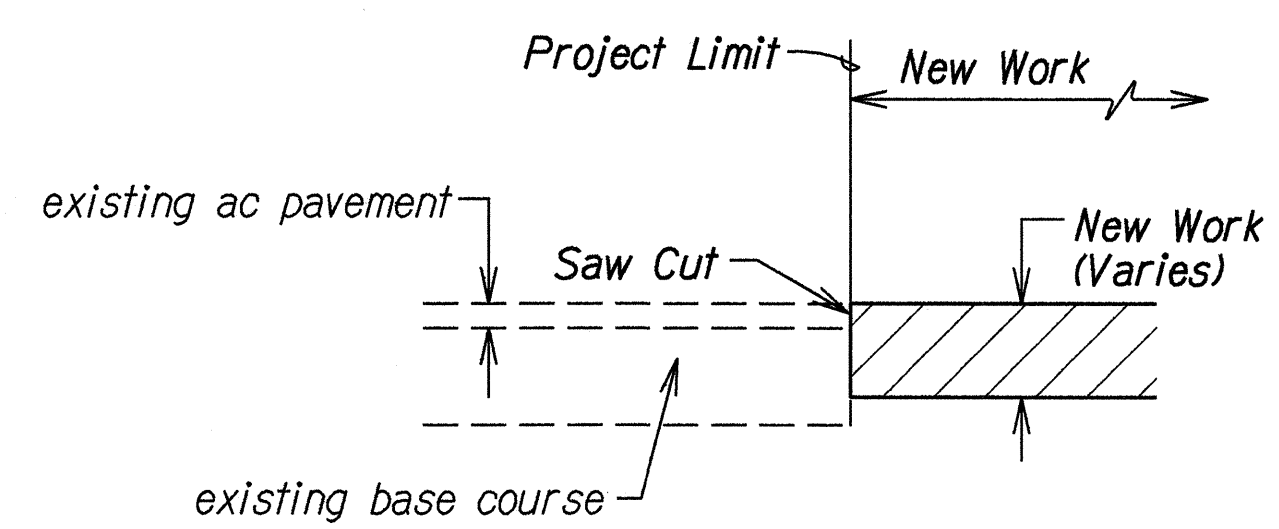 Project Limit
New Work
existing ac pavement
New Work
(Varies)
Saw Cut
existing base course